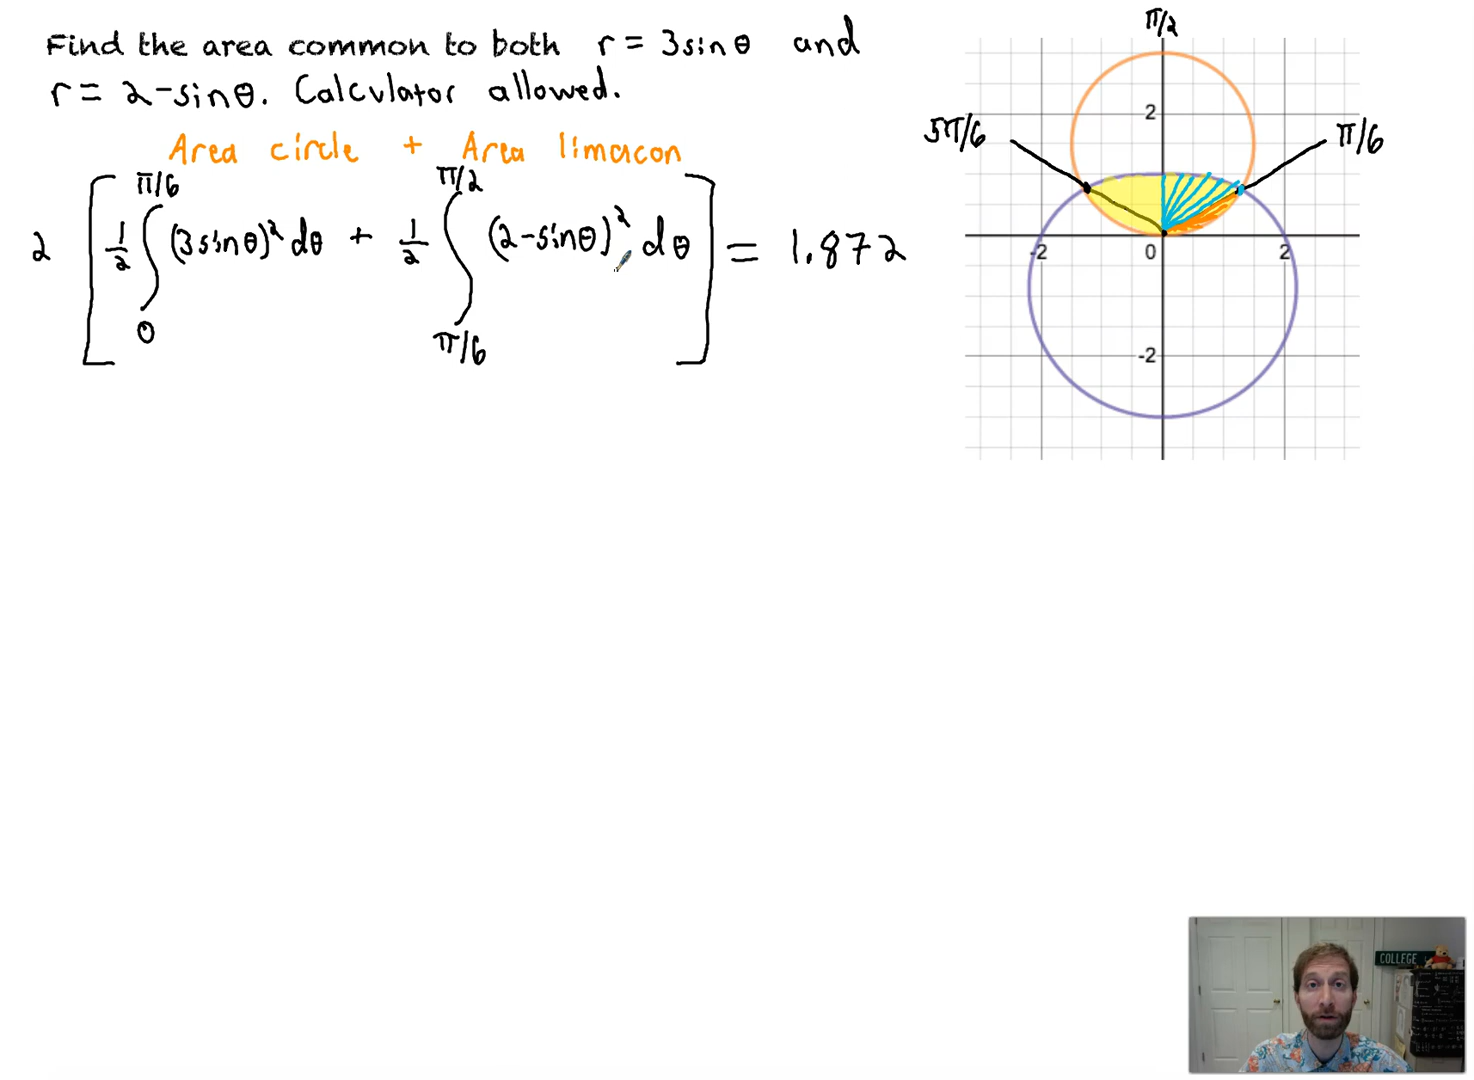 Find the area common to both r = 3sinθ and
r = 2-sinθ. Calculator allowed.
Area circle + Area limacon
2 [ 1/2 ∫_0^{π/6} (3sinθ)² dθ + 1/2 ∫_{π/6}^{π/2} (2-sinθ)² dθ ] = 1.872
π/2
2
5π/6
π/6
-2
0
2
-2
COLLEGE